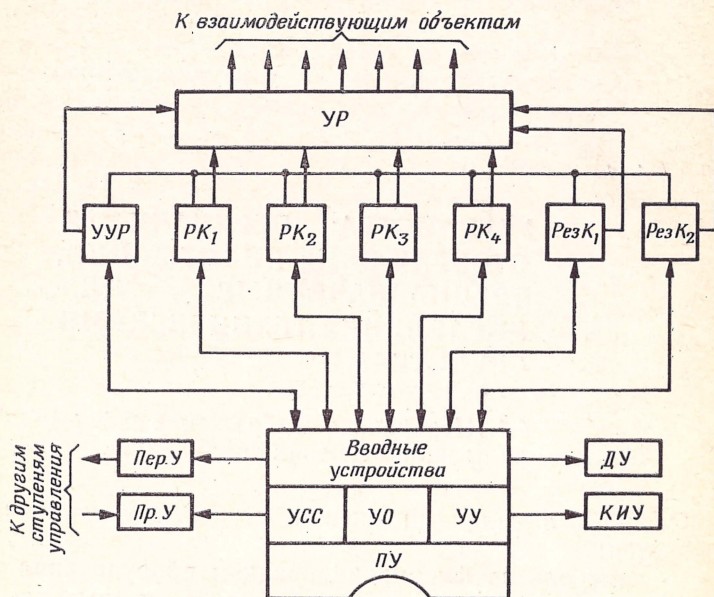 К взаимодействующим объектам
УР
УУР
РК1
РК2
РК3
РК4
РезК1
РезК2
К другим
ступеням
управления
Пер.У
Пр.У
Вводные
устройства
УСС
УО
УУ
ПУ
ДУ
КИУ